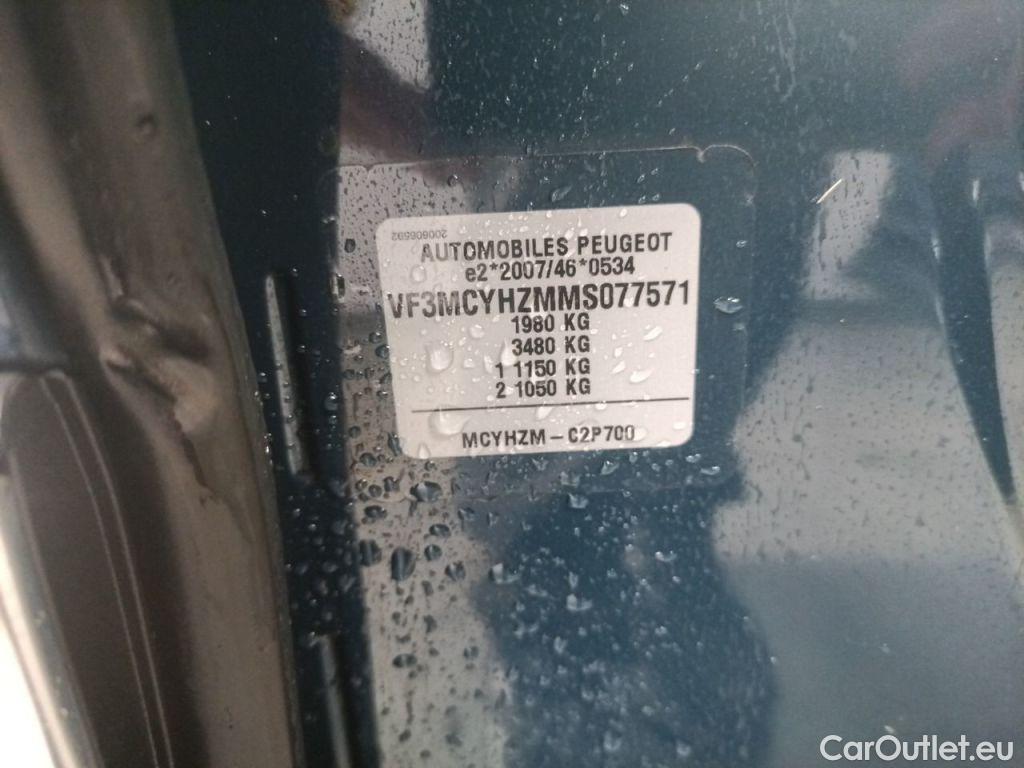 200606592
AUTOMOBILES PEUGEOT
e2*2007/46*0534
VF3MCYHZMMS077571
1980 KG
3480 KG
1 1150 KG
2 1050 KG
MCYHZM - C2P700
CarOutlet.eu